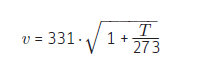 v = 331 · √(1 + T/273)